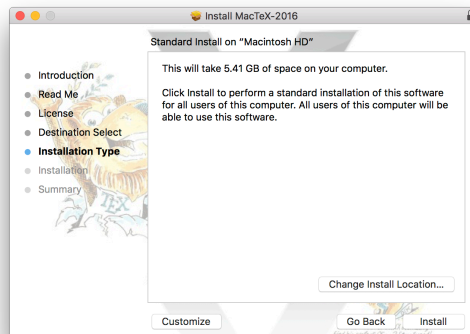 Install MacTeX-2016
Standard Install on "Macintosh HD"
Introduction
Read Me
License
Destination Select
Installation Type
Installation
Summary
This will take 5.41 GB of space on your computer.
Click Install to perform a standard installation of this software
for all users of this computer. All users of this computer will be
able to use this software.
TEX
Change Install Location...
Customize
Go Back
Install